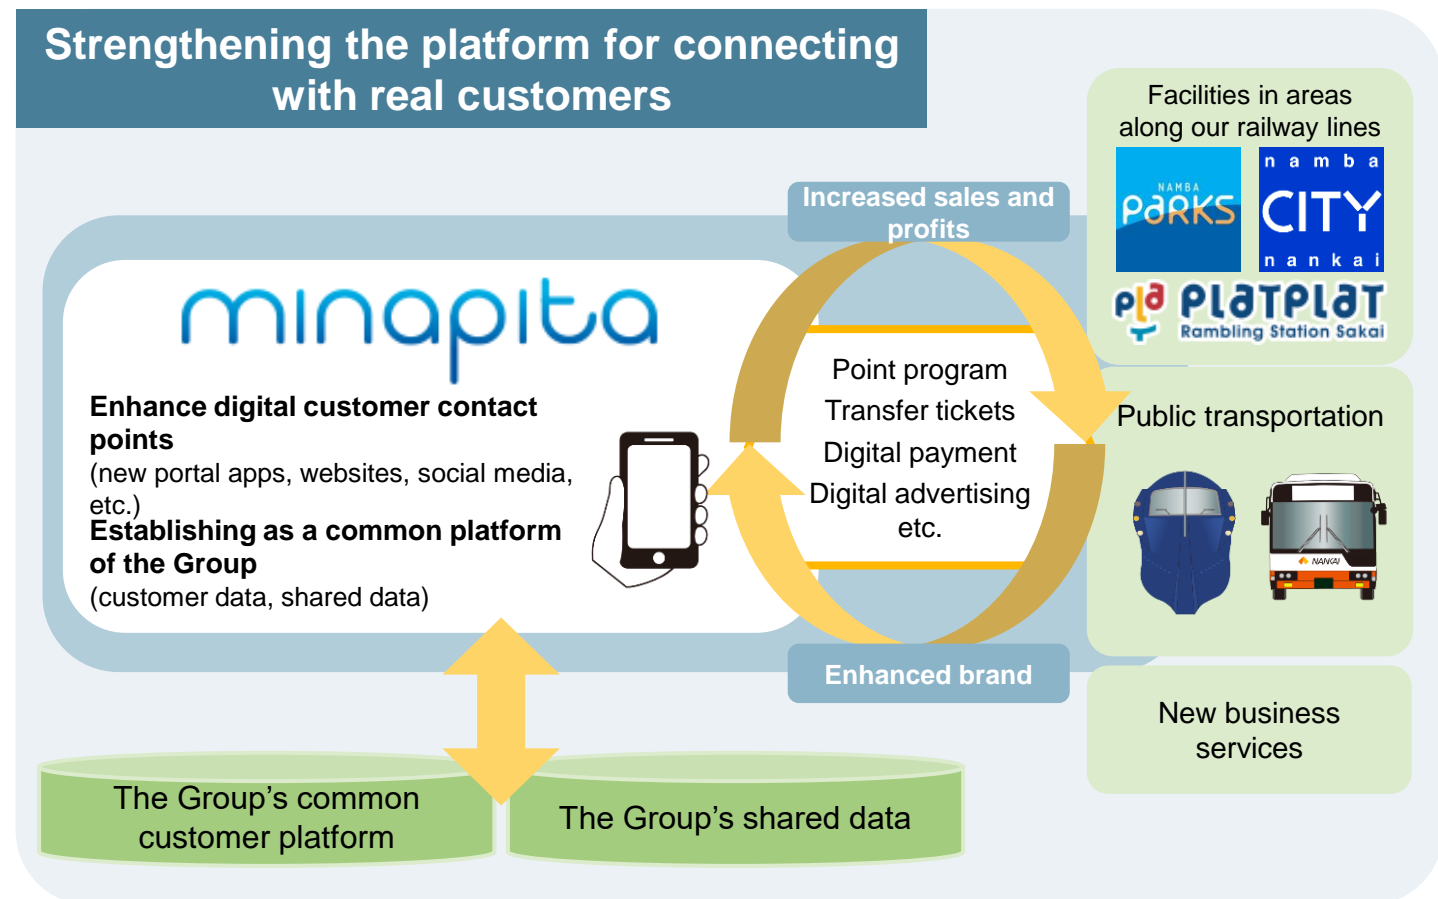 Strengthening the platform for connecting
with real customers
Facilities in areas
along our railway lines
NAMBA
PARKS
namba
CITY
nankai
pla PLATPLAT
Rambling Station Sakai
Increased sales and
profits
minapita
Enhance digital customer contact
points
(new portal apps, websites, social media,
etc.)
Establishing as a common platform
of the Group
(customer data, shared data)
Point program
Transfer tickets
Digital payment
Digital advertising
etc.
Public transportation
NANKAI
Enhanced brand
New business
services
The Group’s common
customer platform
The Group’s shared data